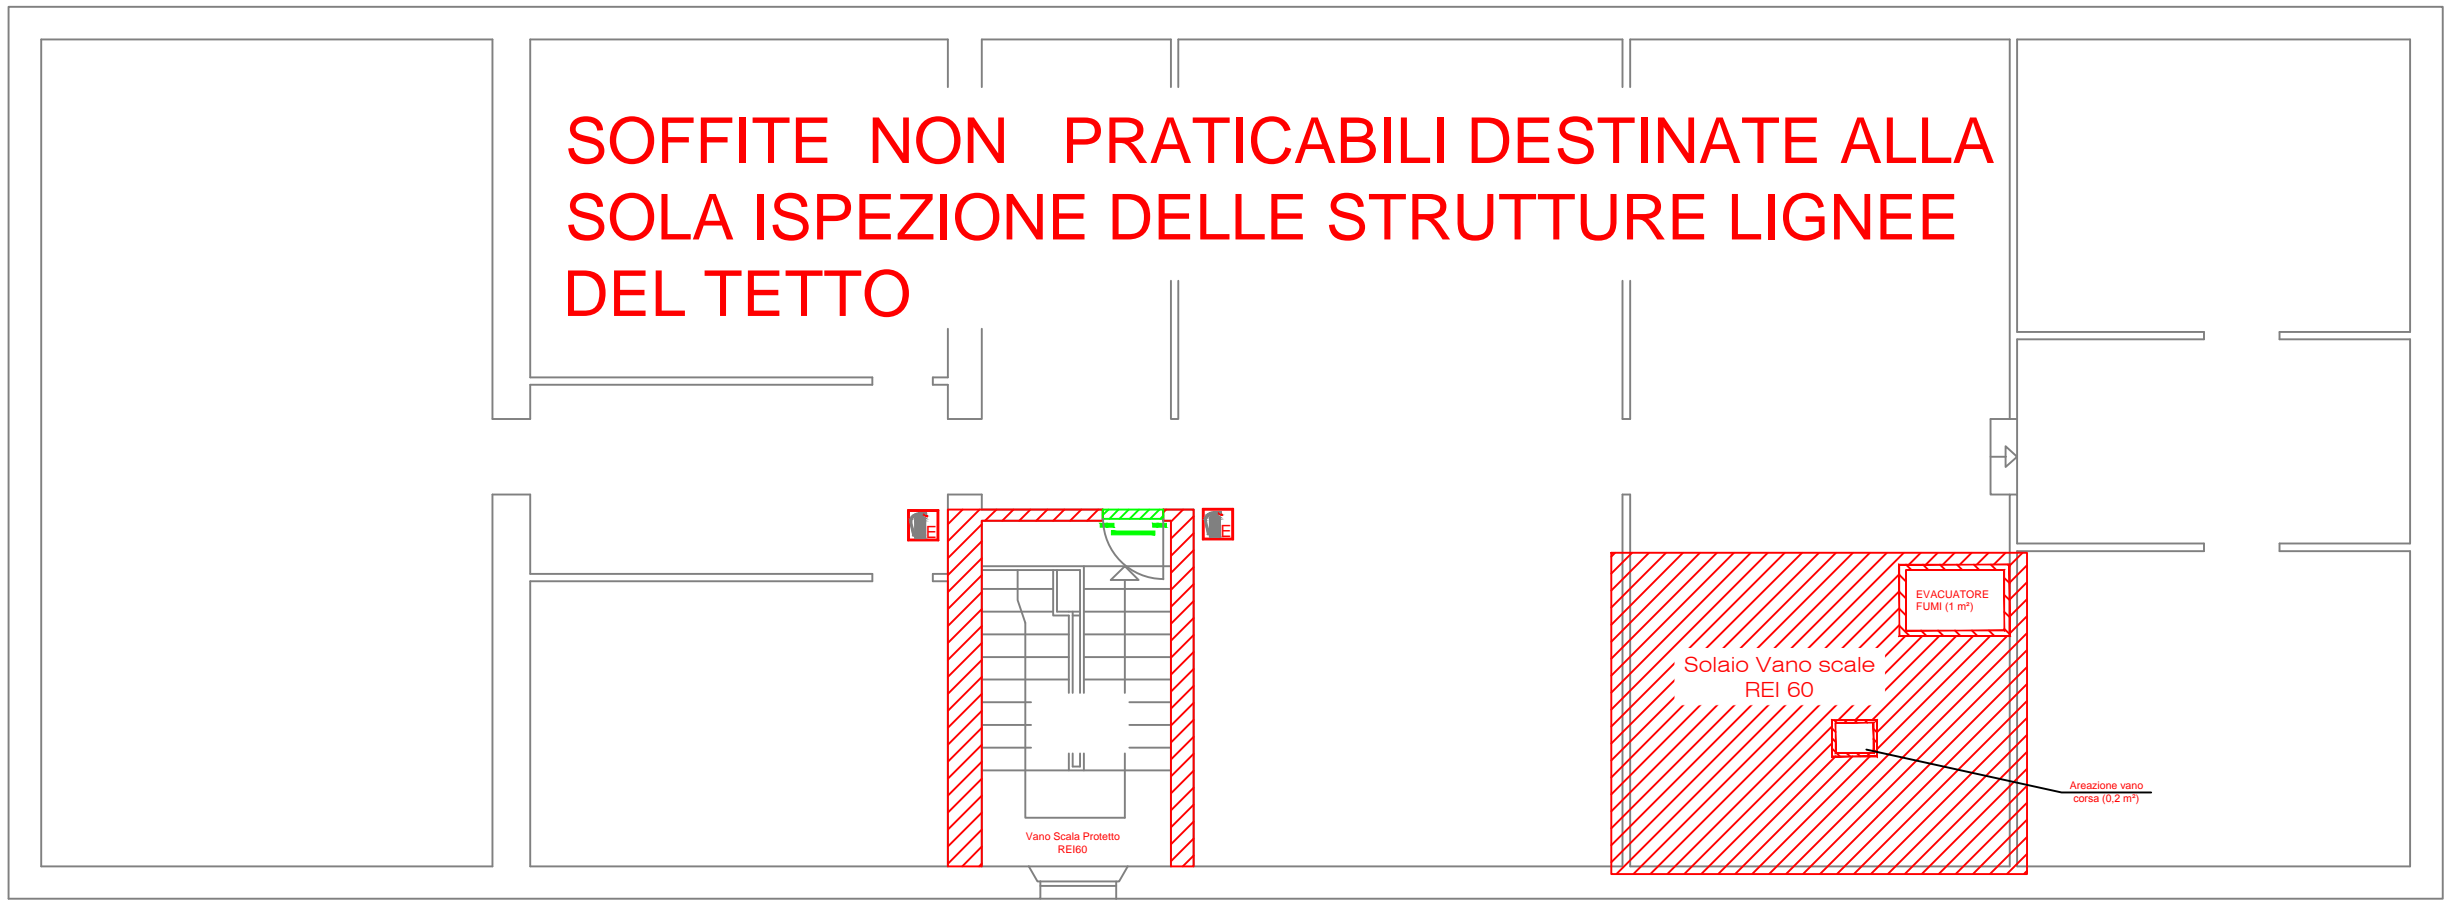 SOFFITE NON PRATICABILI DESTINATE ALLA
SOLA ISPEZIONE DELLE STRUTTURE LIGNEE
DEL TETTO
E
E
EVACUATORE
FUMI (1 m²)
Solaio Vano scale
REI 60
Areazione vano
corsa (0,2 m²)
Vano Scala Protetto
REI60